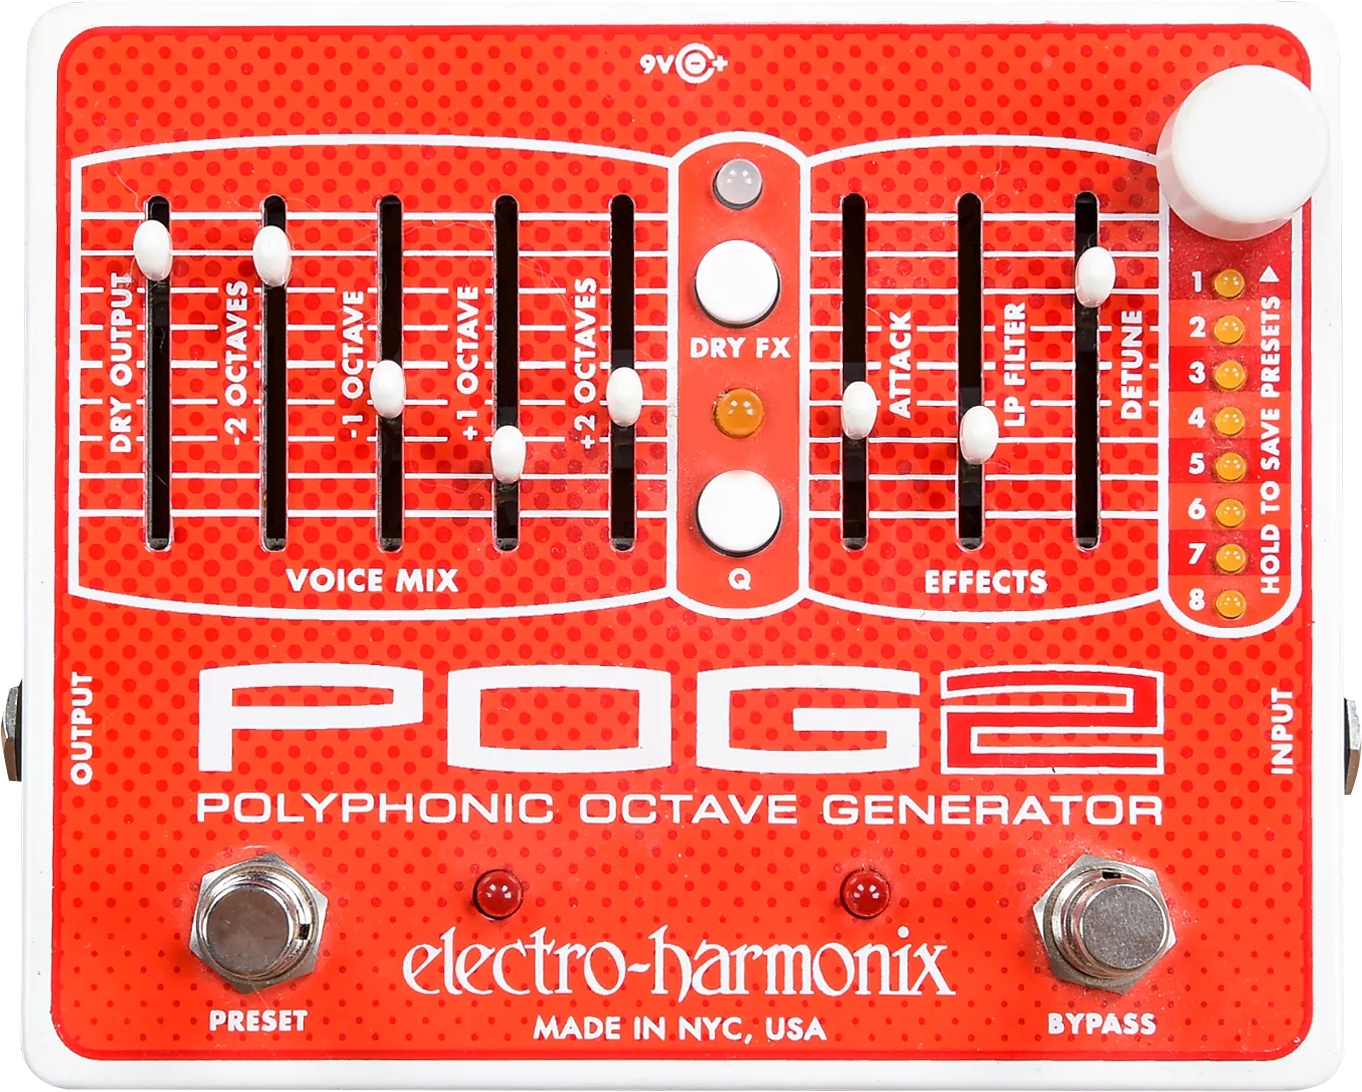 9V +
DRY OUTPUT
-2 OCTAVES
-1 OCTAVE
+1 OCTAVE
+2 OCTAVES
VOICE MIX
DRY FX
Q
ATTACK
LP FILTER
DETUNE
EFFECTS
1
2
3
4
5
6
7
8
HOLD TO SAVE PRESETS
OUTPUT
INPUT
POG2
POLYPHONIC OCTAVE GENERATOR
electro-harmonix
PRESET
MADE IN NYC, USA
BYPASS